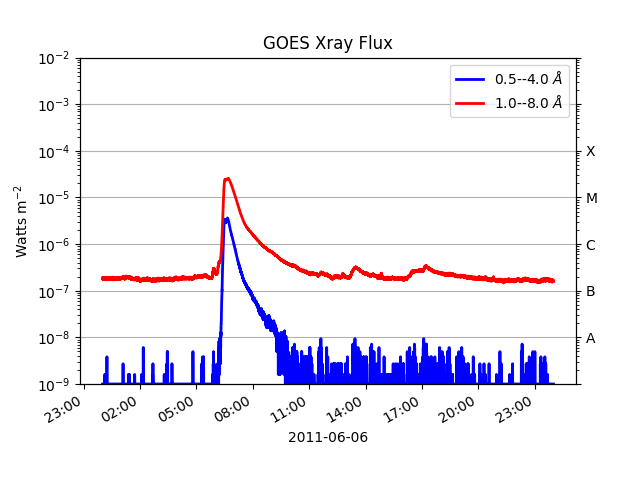 GOES Xray Flux
0.5--4.0 Å
1.0--8.0 Å
Watts m⁻²
10⁻²
10⁻³
10⁻⁴
10⁻⁵
10⁻⁶
10⁻⁷
10⁻⁸
10⁻⁹
X
M
C
B
A
23:00 02:00 05:00 08:00 11:00 14:00 17:00 20:00 23:00
2011-06-06